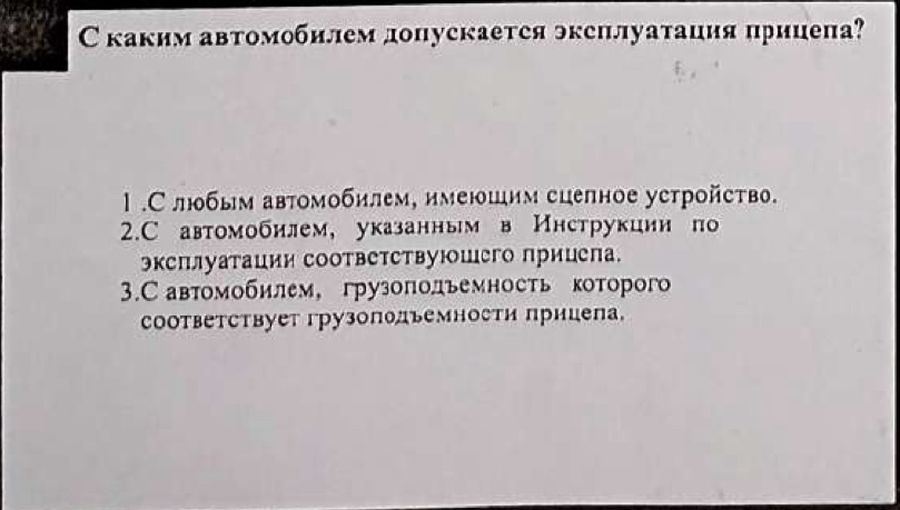 С каким автомобилем допускается эксплуатация прицепа?
1 .С любым автомобилем, имеющим сцепное устройство.
2.С автомобилем, указанным в Инструкции по
эксплуатации соответствующего прицепа.
3.С автомобилем, грузоподъемность которого
соответствует грузоподъемности прицепа.